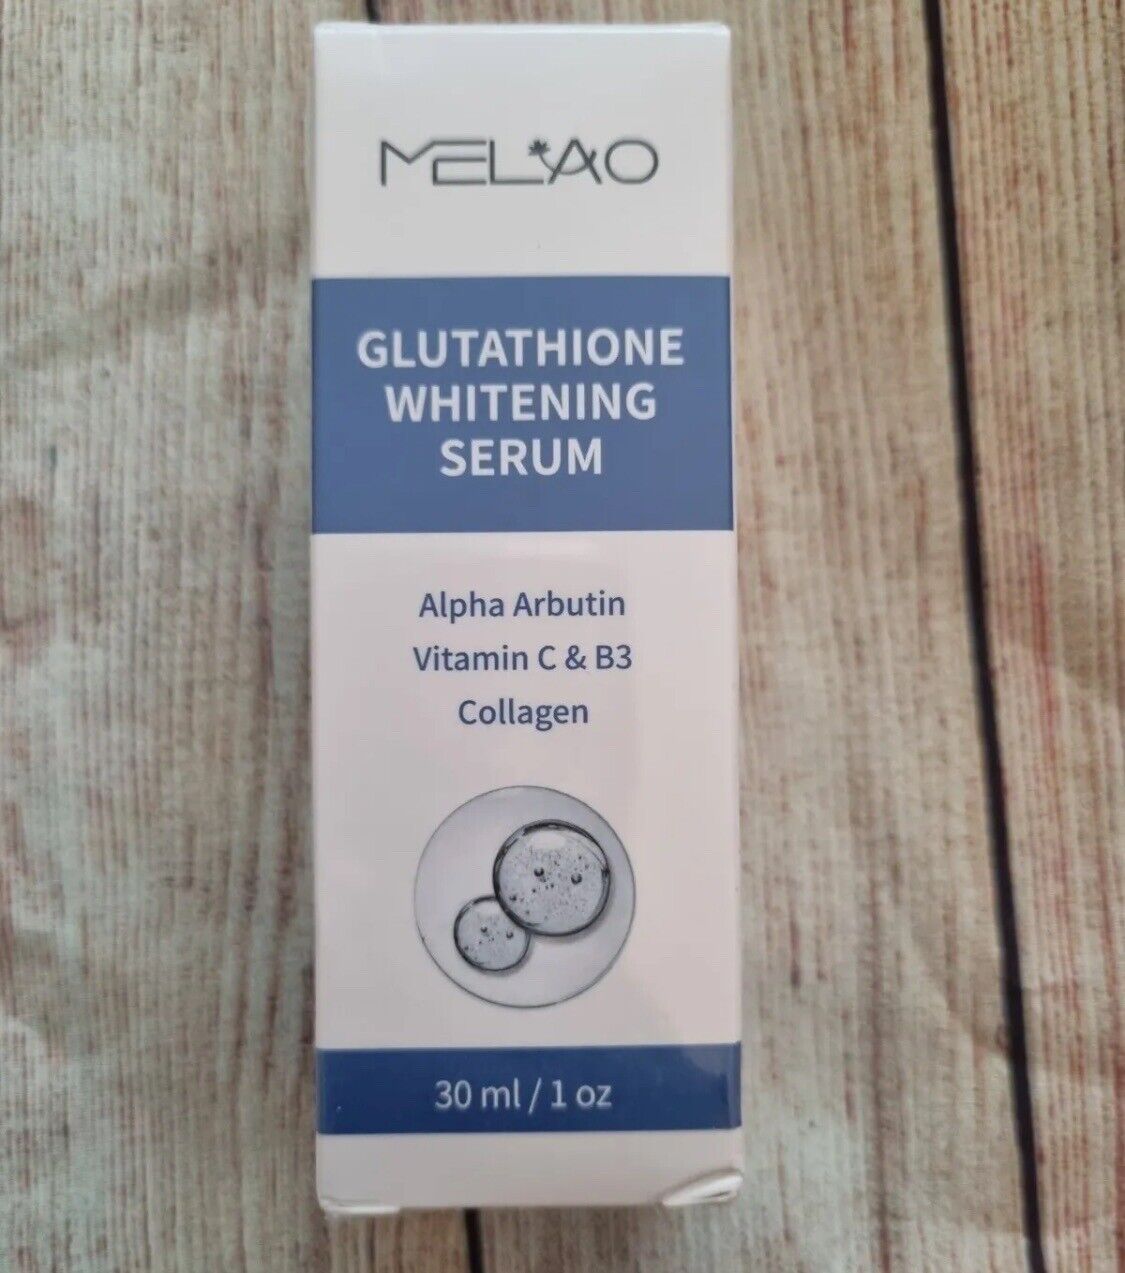 MELAO
GLUTATHIONE
WHITENING
SERUM
Alpha Arbutin
Vitamin C & B3
Collagen
30 ml / 1 oz